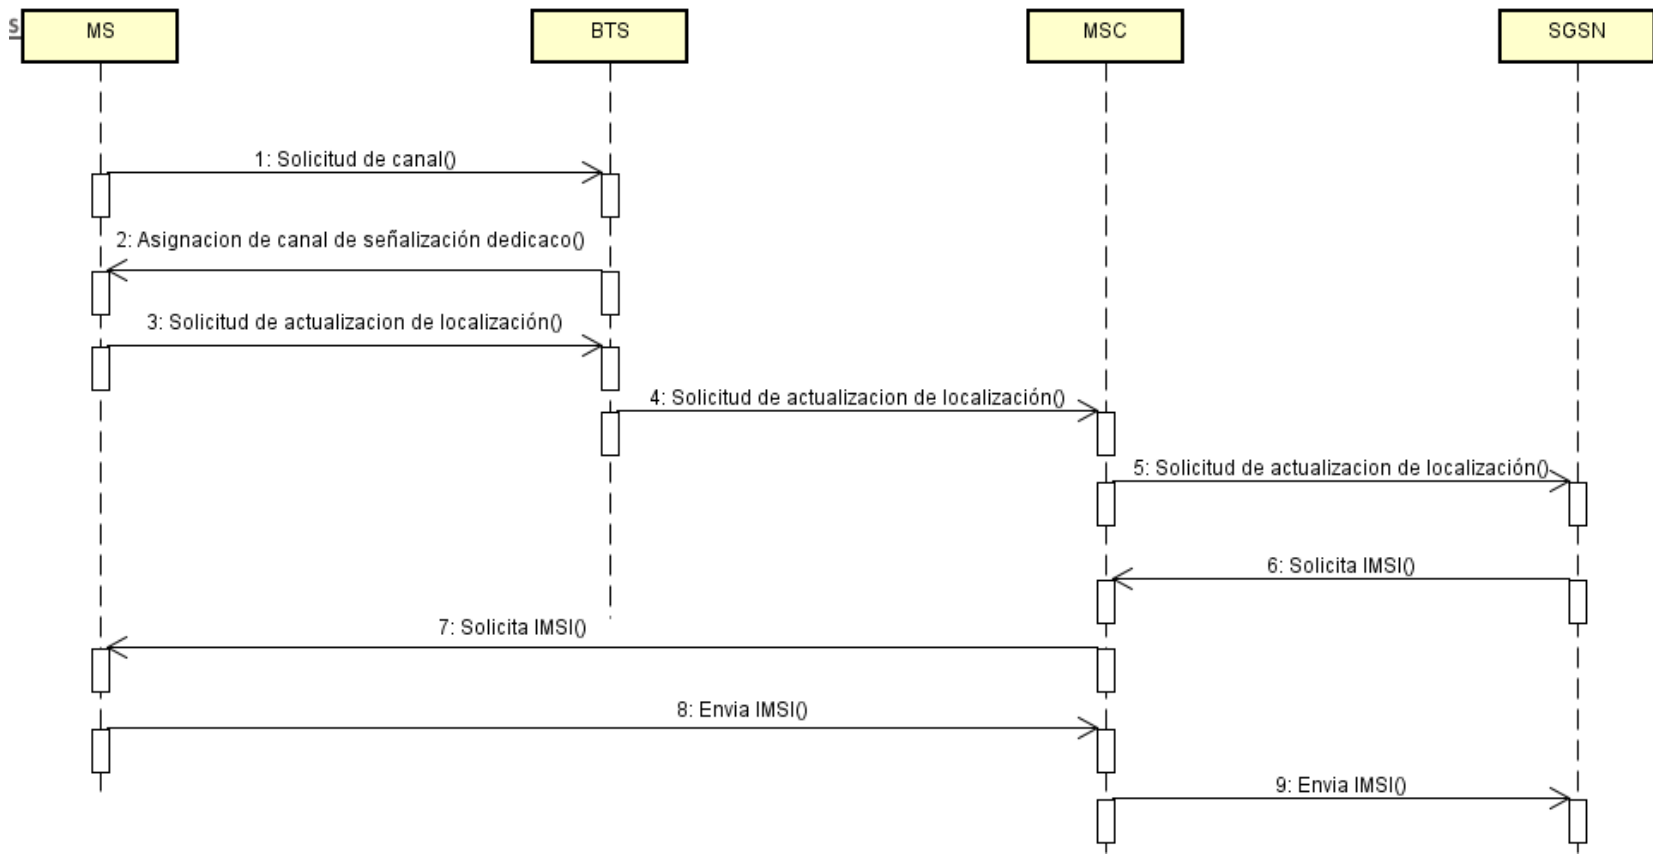 s
MS
BTS
MSC
SGSN
1: Solicitud de canal()
2: Asignacion de canal de señalización dedicaco()
3: Solicitud de actualizacion de localización()
4: Solicitud de actualizacion de localización()
5: Solicitud de actualizacion de localización()
6: Solicita IMSI()
7: Solicita IMSI()
8: Envia IMSI()
9: Envia IMSI()